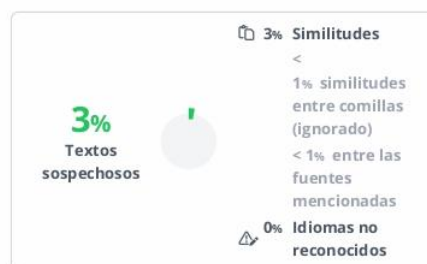 3%
Textos
sospechosos
3% Similitudes
<
1% similitudes
entre comillas
(ignorado)
< 1% entre las
fuentes
mencionadas
0% Idiomas no
reconocidos